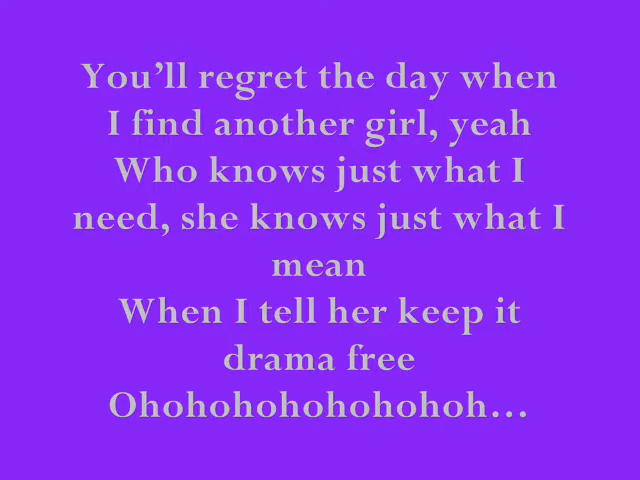 You’ll regret the day when
I find another girl, yeah
Who knows just what I
need, she knows just what I
mean
When I tell her keep it
drama free
Ohohohohohohohoh…